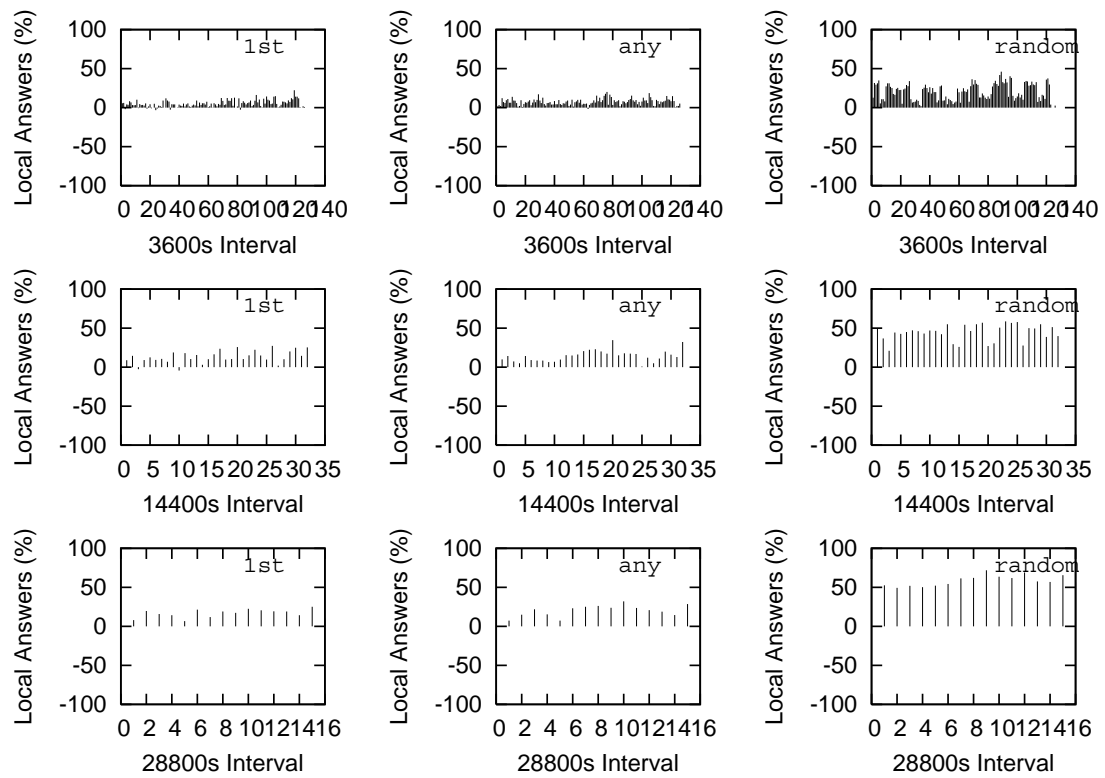 Local Answers (%)
100
50
0
-50
-100
1st
0 20 40 60 80 100 120 140
3600s Interval
Local Answers (%)
100
50
0
-50
-100
any
0 20 40 60 80 100 120 140
3600s Interval
Local Answers (%)
100
50
0
-50
-100
random
0 20 40 60 80 100 120 140
3600s Interval
Local Answers (%)
100
50
0
-50
-100
1st
0 5 10 15 20 25 30 35
14400s Interval
Local Answers (%)
100
50
0
-50
-100
any
0 5 10 15 20 25 30 35
14400s Interval
Local Answers (%)
100
50
0
-50
-100
random
0 5 10 15 20 25 30 35
14400s Interval
Local Answers (%)
100
50
0
-50
-100
1st
0 2 4 6 8 10 12 14 16
28800s Interval
Local Answers (%)
100
50
0
-50
-100
any
0 2 4 6 8 10 12 14 16
28800s Interval
Local Answers (%)
100
50
0
-50
-100
random
0 2 4 6 8 10 12 14 16
28800s Interval